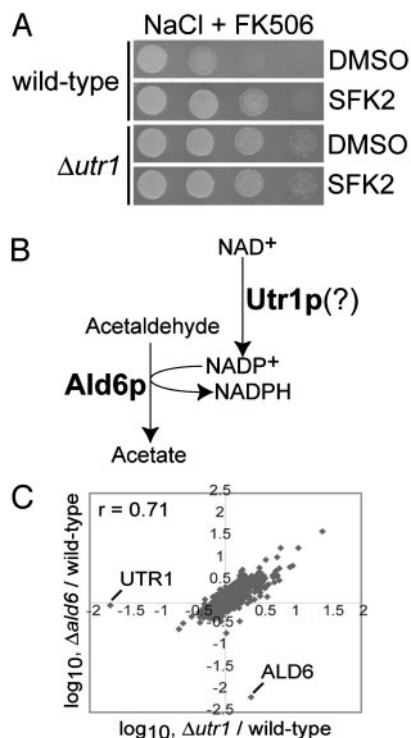 A
NaCl + FK506
wild-type
DMSO
SFK2
Δutr1
DMSO
SFK2
B
NAD+
Utr1p(?)
Acetaldehyde
NADP+
Ald6p
NADPH
Acetate
C
r = 0.71
2.5
2
1.5
1
0.5
UTR1
-2 -1.5 -1 -0.5 0.5 1 1.5 2
-0.5
-1
-1.5
-2
-2.5
ALD6
log10, Δald6 / wild-type
log10, Δutr1 / wild-type